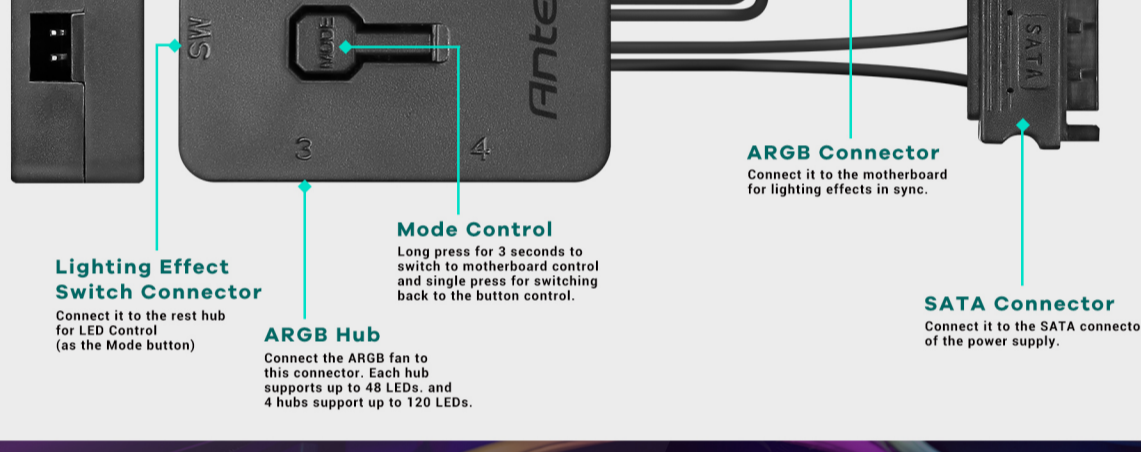 SW
MODE
Ante
SATA
3
4
ARGB Connector
Connect it to the motherboard
for lighting effects in sync.
Mode Control
Long press for 3 seconds to
switch to motherboard control
and single press for switching
back to the button control.
Lighting Effect
Switch Connector
Connect it to the rest hub
for LED Control
(as the Mode button)
SATA Connector
Connect it to the SATA connecto
of the power supply.
ARGB Hub
Connect the ARGB fan to
this connector. Each hub
supports up to 48 LEDs. and
4 hubs support up to 120 LEDs.